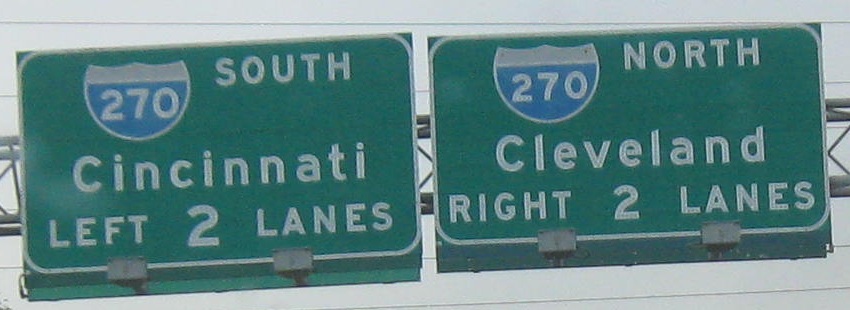 270 SOUTH
Cincinnati
LEFT 2 LANES
270 NORTH
Cleveland
RIGHT 2 LANES